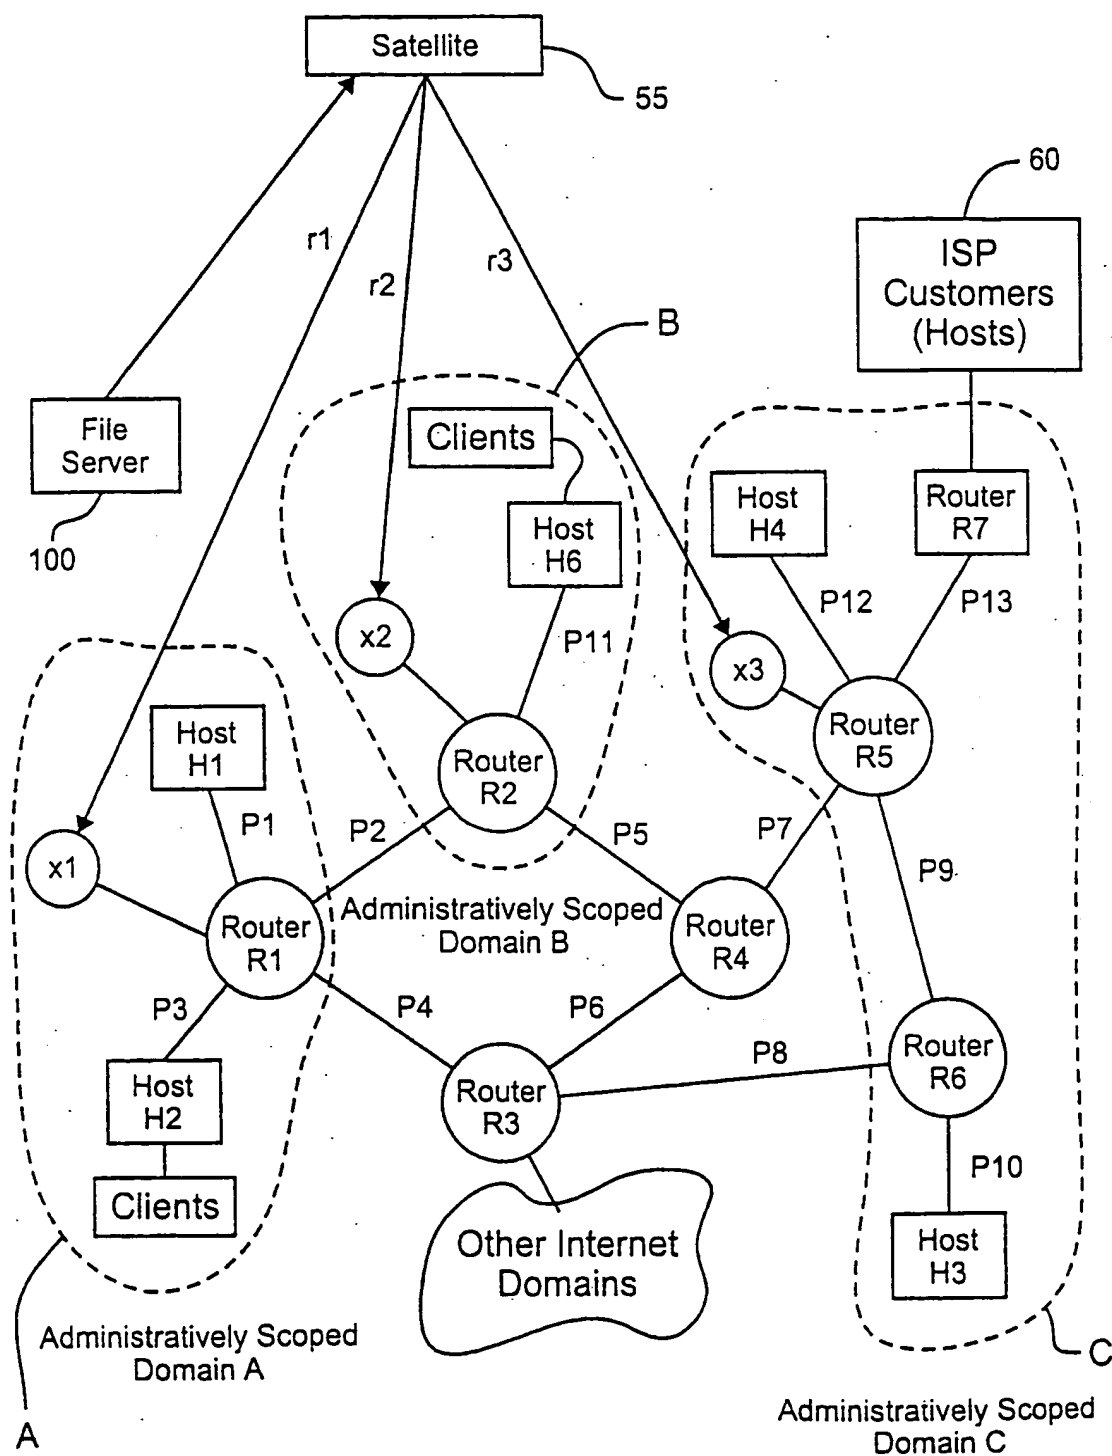 Satellite
55
60
r1
r2
r3
ISP
Customers
(Hosts)
B
File
Server
100
Clients
Host
H6
Host
H4
Router
R7
P12
P13
x2
P11
x3
Router
R5
Host
H1
Router
R2
P1
P2
P5
P7
P9
x1
Router
R1
Administratively Scoped
Domain B
Router
R4
P3
P4
P6
P8
Router
R6
Host
H2
Router
R3
P10
Clients
Other Internet
Domains
Host
H3
Administratively Scoped
Domain A
A
C
Administratively Scoped
Domain C